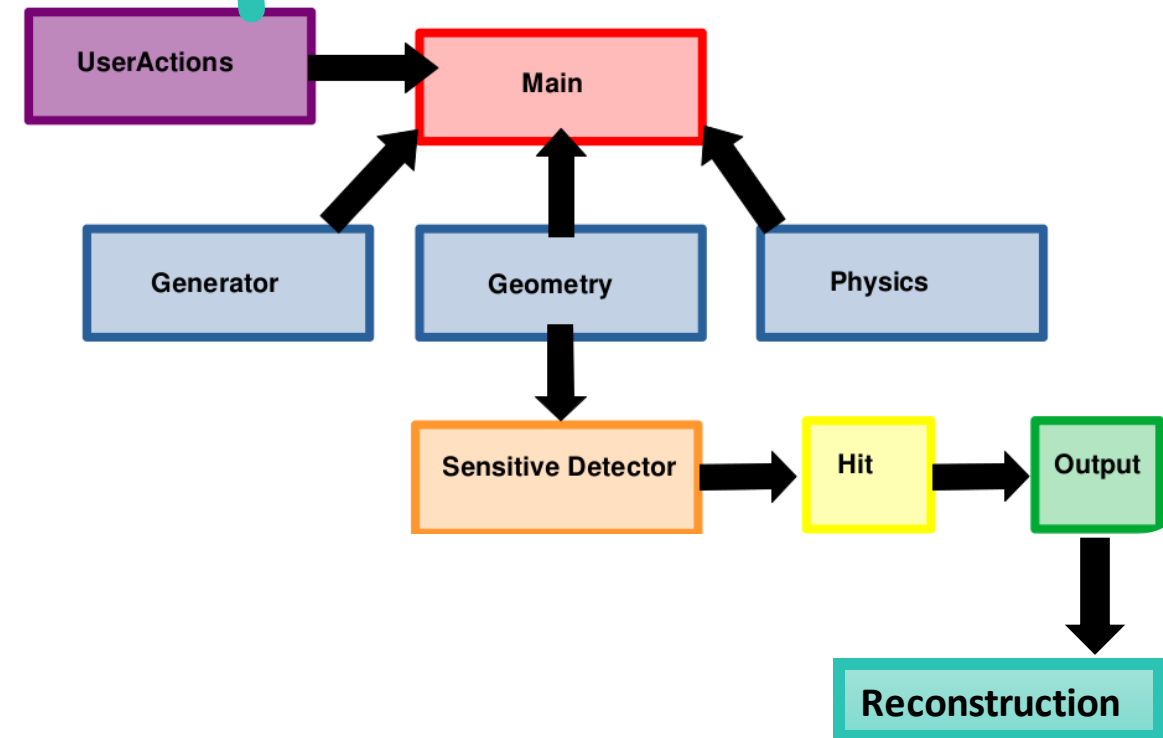 UserActions
Main
Generator
Geometry
Physics
Sensitive Detector
Hit
Output
Reconstruction